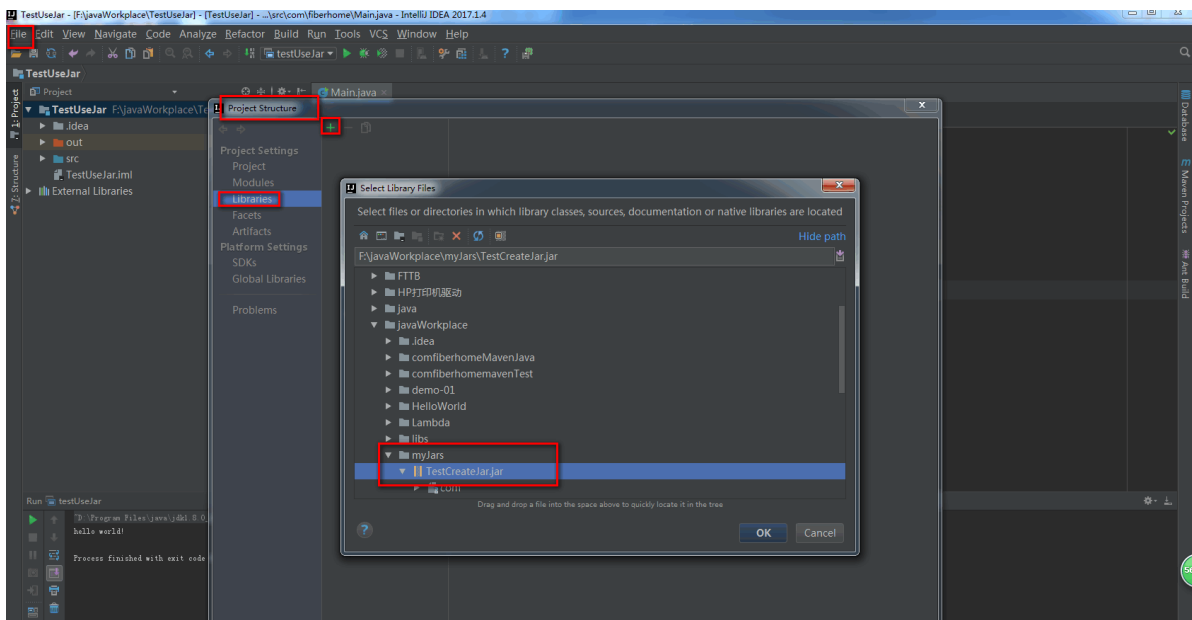 TestUseJar - [F:\javaWorkplace\TestUseJar] - [TestUseJar] - ...\src\com\fiberhome\Main.java - IntelliJ IDEA 2017.1.4
File Edit View Navigate Code Analyze Refactor Build Run Tools VCS Window Help
testUseJar
TestUseJar
Project
Main.java
1: Project
7: Structure
TestUseJar F:\javaWorkplace\Te
.idea
out
src
TestUseJar.iml
External Libraries
Project Structure
Project Settings
Project
Modules
Libraries
Facets
Artifacts
Platform Settings
SDKs
Global Libraries
Problems
Select Library Files
Select files or directories in which library classes, sources, documentation or native libraries are located
Hide path
F:\javaWorkplace\myJars\TestCreateJar.jar
FTTB
HP打印机驱动
java
javaWorkplace
.idea
comfiberhomeMavenJava
comfiberhomemavenTest
demo-01
HelloWorld
Lambda
libs
myJars
TestCreateJar.jar
com
Drag and drop a file into the space above to quickly locate it in the tree
OK Cancel
Database
Maven Projects
Ant Build
Run testUseJar
"D:\Program Files\java\jdk1.8.0_
hello world!
Process finished with exit code